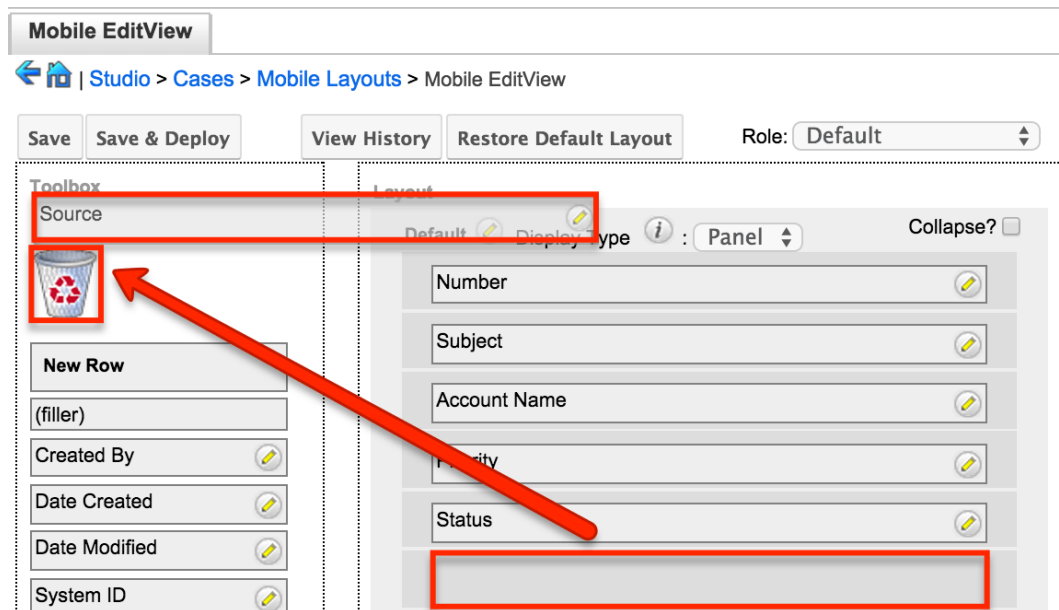 Mobile EditView
| Studio > Cases > Mobile Layouts > Mobile EditView
Save Save & Deploy View History Restore Default Layout Role: Default
Toolbox
Source
New Row
(filler)
Created By
Date Created
Date Modified
System ID
Layout
Default Display Type i : Panel Collapse?
Number
Subject
Account Name
Priority
Status